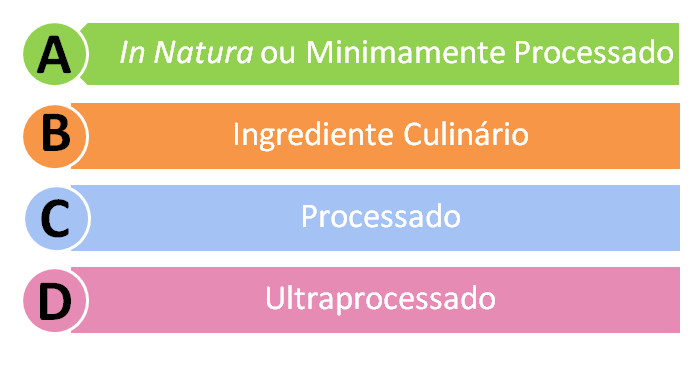 A In Natura ou Minimamente Processado
B Ingrediente Culinário
C Processado
D Ultraprocessado